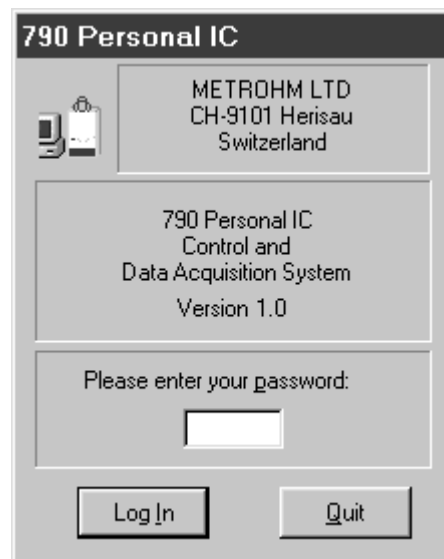 790 Personal IC
METROHM LTD
CH-9101 Herisau
Switzerland
790 Personal IC
Control and
Data Acquisition System
Version 1.0
Please enter your password:
Log In
Quit